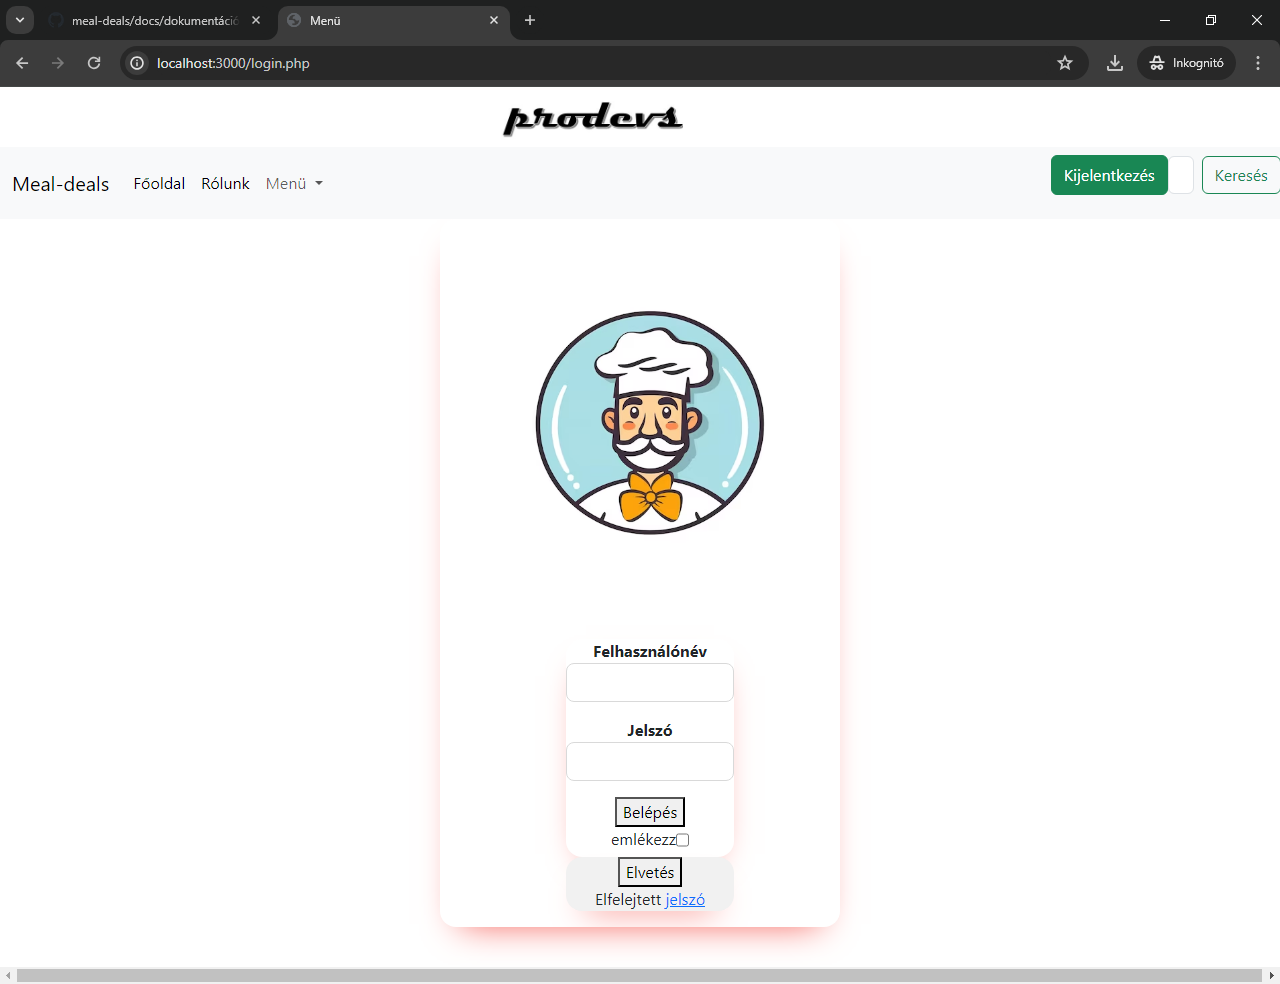 meal-deals/docs/dokumentáció
Menü
localhost:3000/login.php
Inkognitó
prodevs
Meal-deals Főoldal Rólunk Menü Kijelentkezés Keresés
Felhasználónév
Jelszó
Belépés
emlékezz
Elvetés
Elfelejtett jelszó